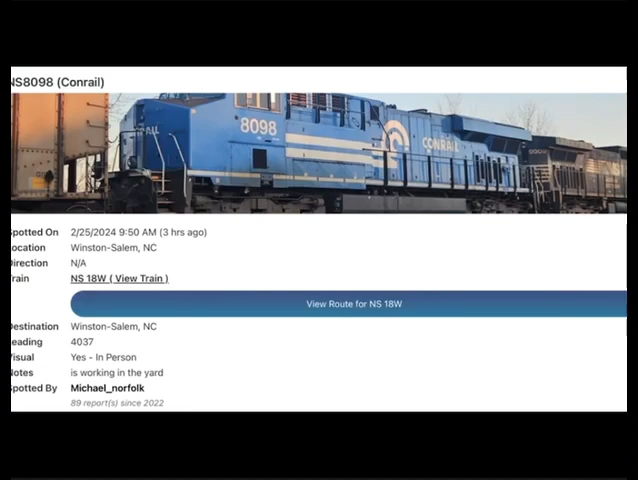 NS8098 (Conrail)
8098
CONRAIL
Spotted On 2/25/2024 9:50 AM (3 hrs ago)
Location Winston-Salem, NC
Direction N/A
Train NS 18W ( View Train )
View Route for NS 18W
Destination Winston-Salem, NC
Leading 4037
Visual Yes - In Person
Notes is working in the yard
Spotted By Michael_norfolk
89 report(s) since 2022